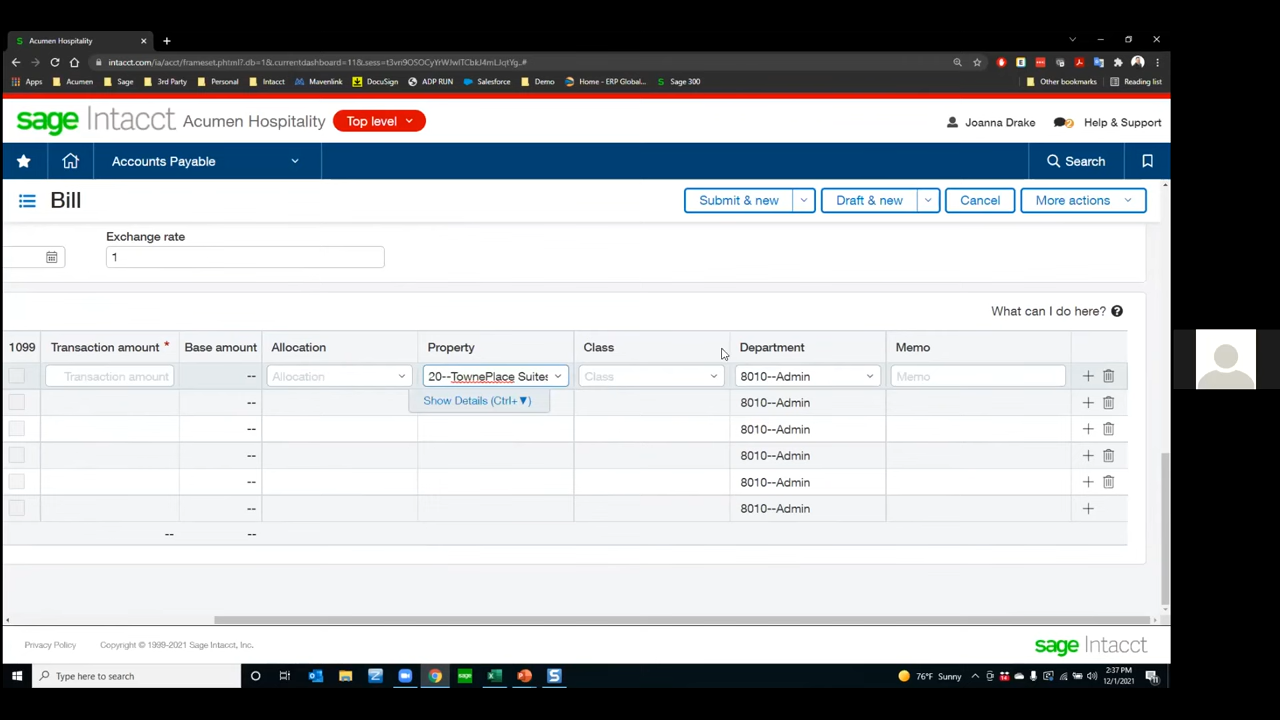 Acumen Hospitality
intacct.com/ia/acct/frameset.phtml?.db=1&.currentdashboard=11&.sess=t3vrr9OSOCyYrWJwITCbkJ4mLJqtYg..#
Apps Acumen Sage 3rd Party Personal Intacct Mavenlink DocuSign ADP RUN Salesforce Demo Home - ERP Global... Sage 300 Other bookmarks Reading list
sage Intacct Acumen Hospitality Top level Joanna Drake Help & Support
Accounts Payable Search
Bill Submit & new Draft & new Cancel More actions
Exchange rate
1
What can I do here?
1099 Transaction amount * Base amount Allocation Property Class Department Memo
Transaction amount -- Allocation 20--TownePlace Suites Class 8010--Admin Memo
Show Details (Ctrl+▼)
-- 8010--Admin
-- 8010--Admin
-- 8010--Admin
-- 8010--Admin
-- 8010--Admin
-- --
Privacy Policy Copyright © 1999-2021 Sage Intacct, Inc. sage Intacct
Type here to search 76°F Sunny 2:37 PM
12/1/2021